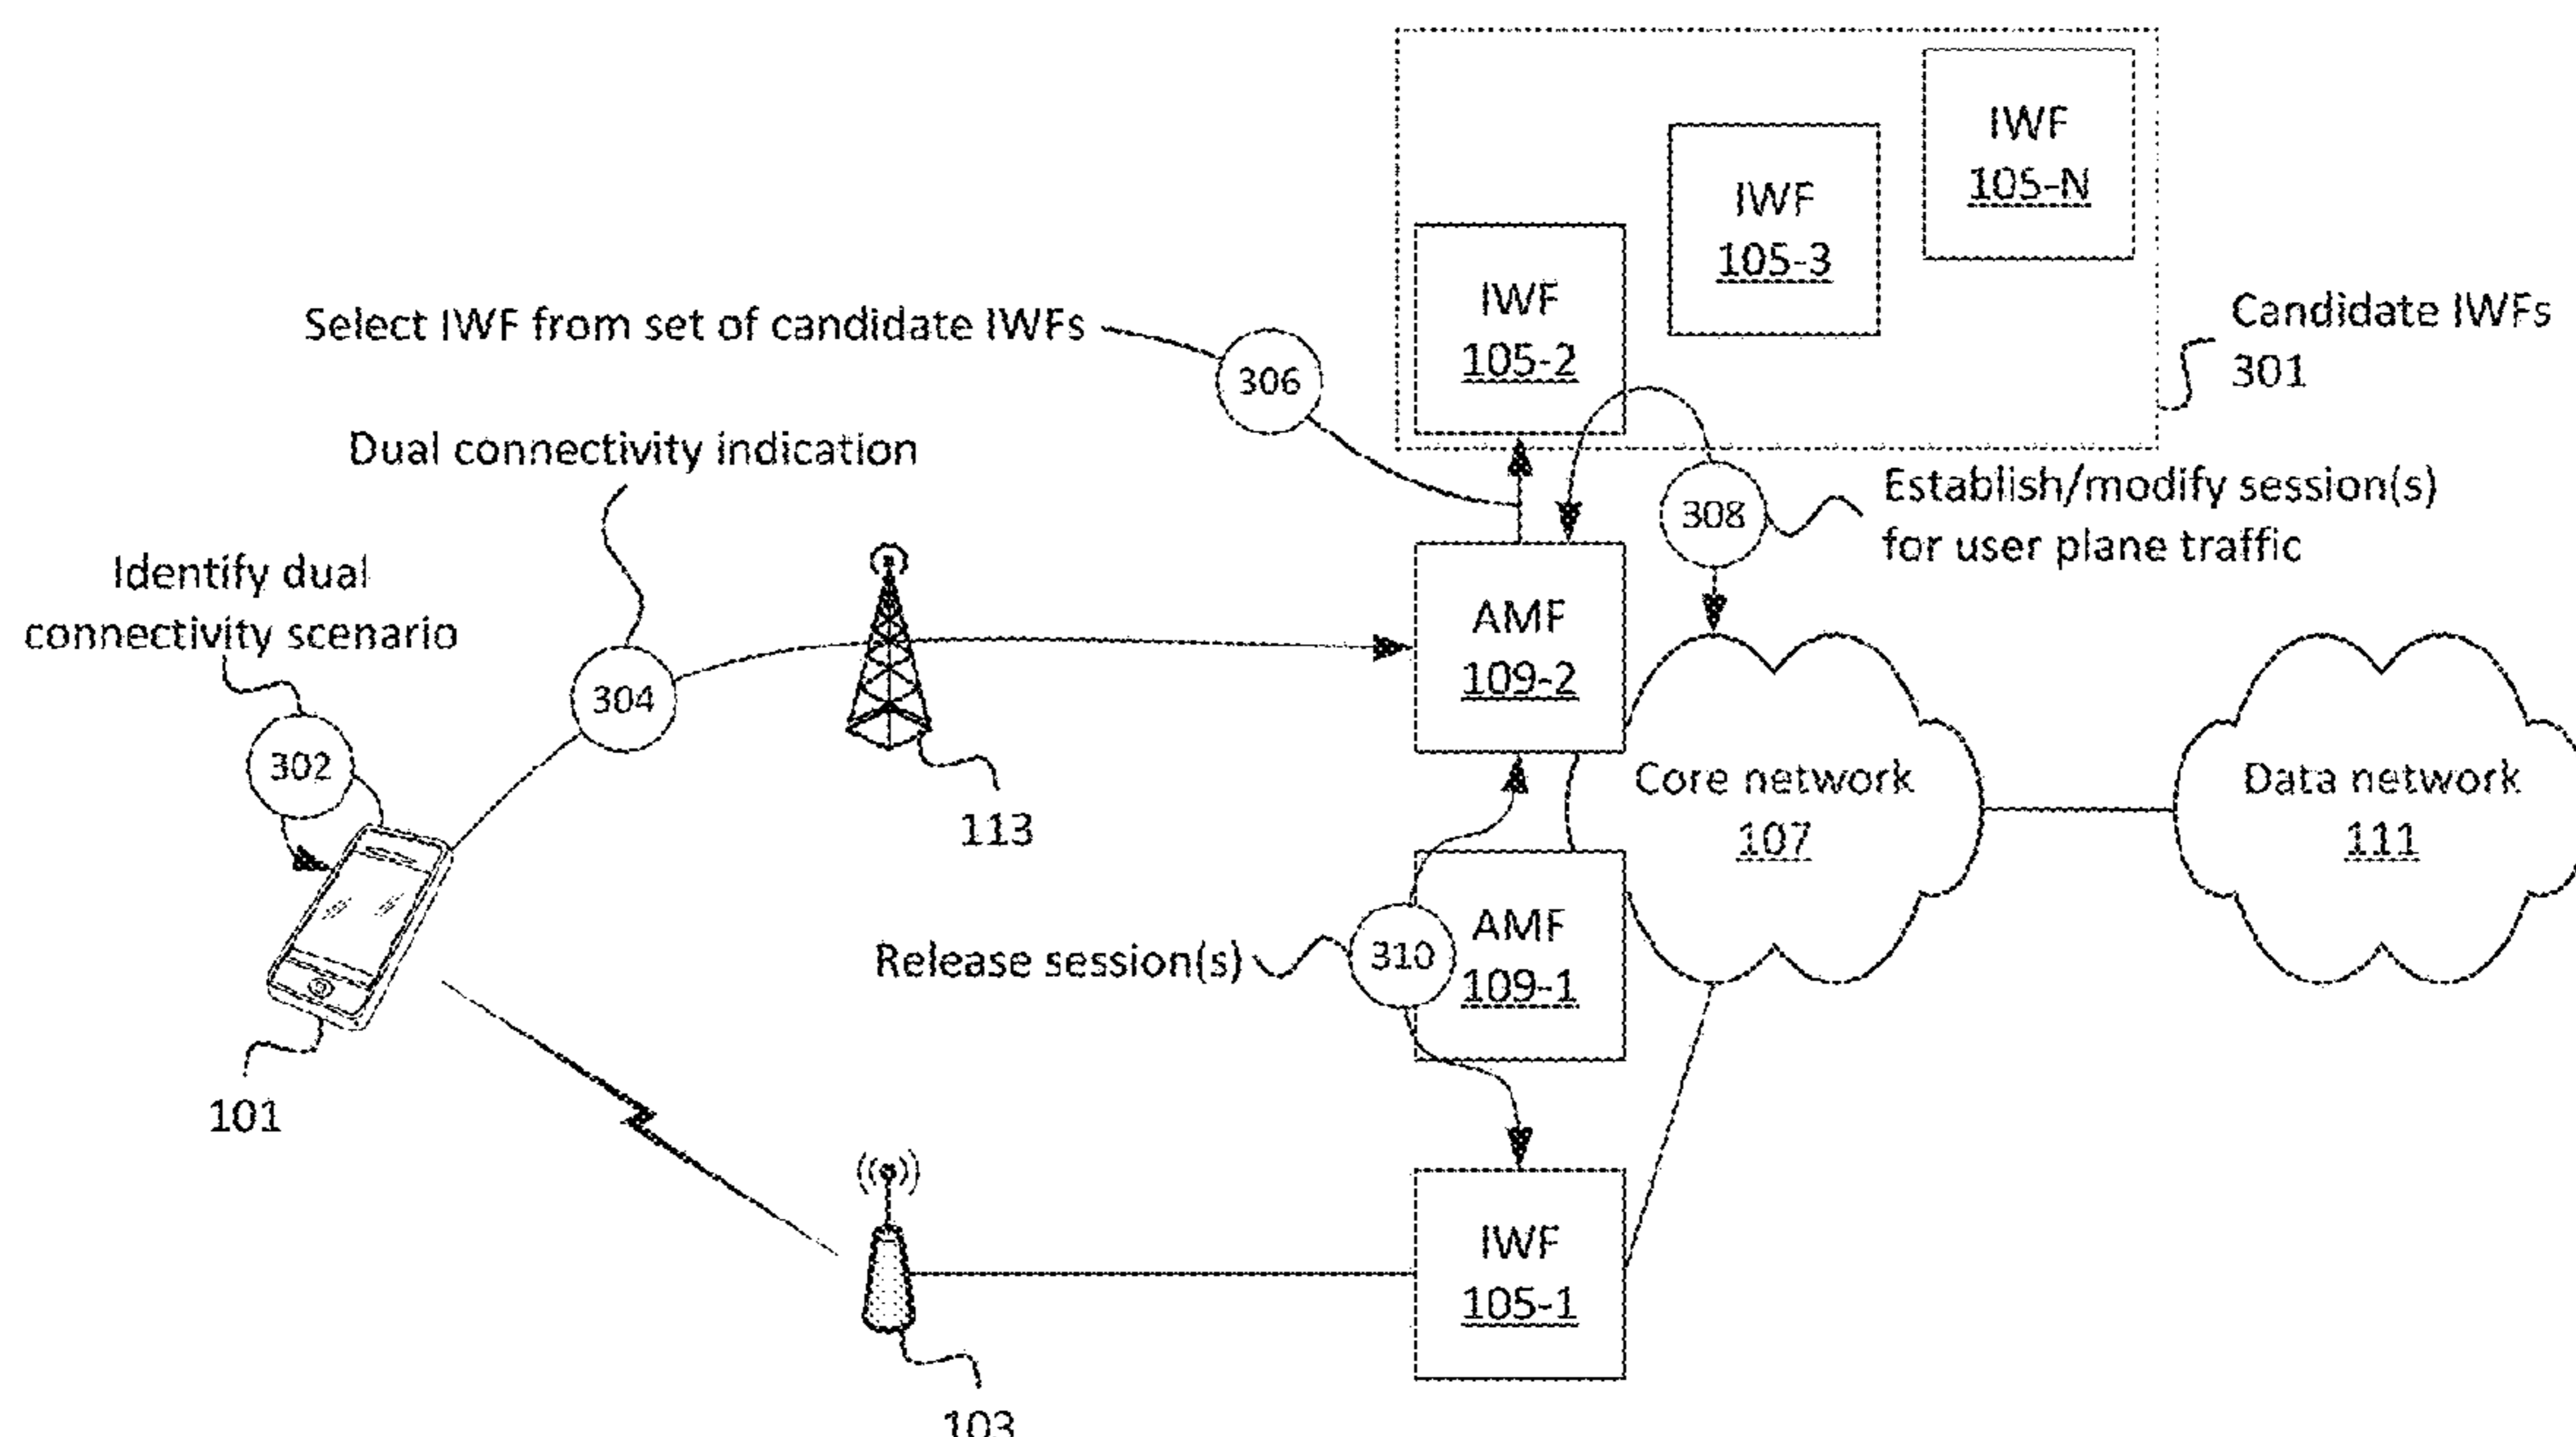 IWF
105-N
IWF
105-3
IWF
105-2
Candidate IWFs
301
Select IWF from set of candidate IWFs
306
Dual connectivity indication
308
Establish/modify session(s)
for user plane traffic
Identify dual
connectivity scenario
304
302
AMF
109-2
113
Core network
107
Data network
111
AMF
109-1
Release session(s)
310
101
IWF
105-1
103